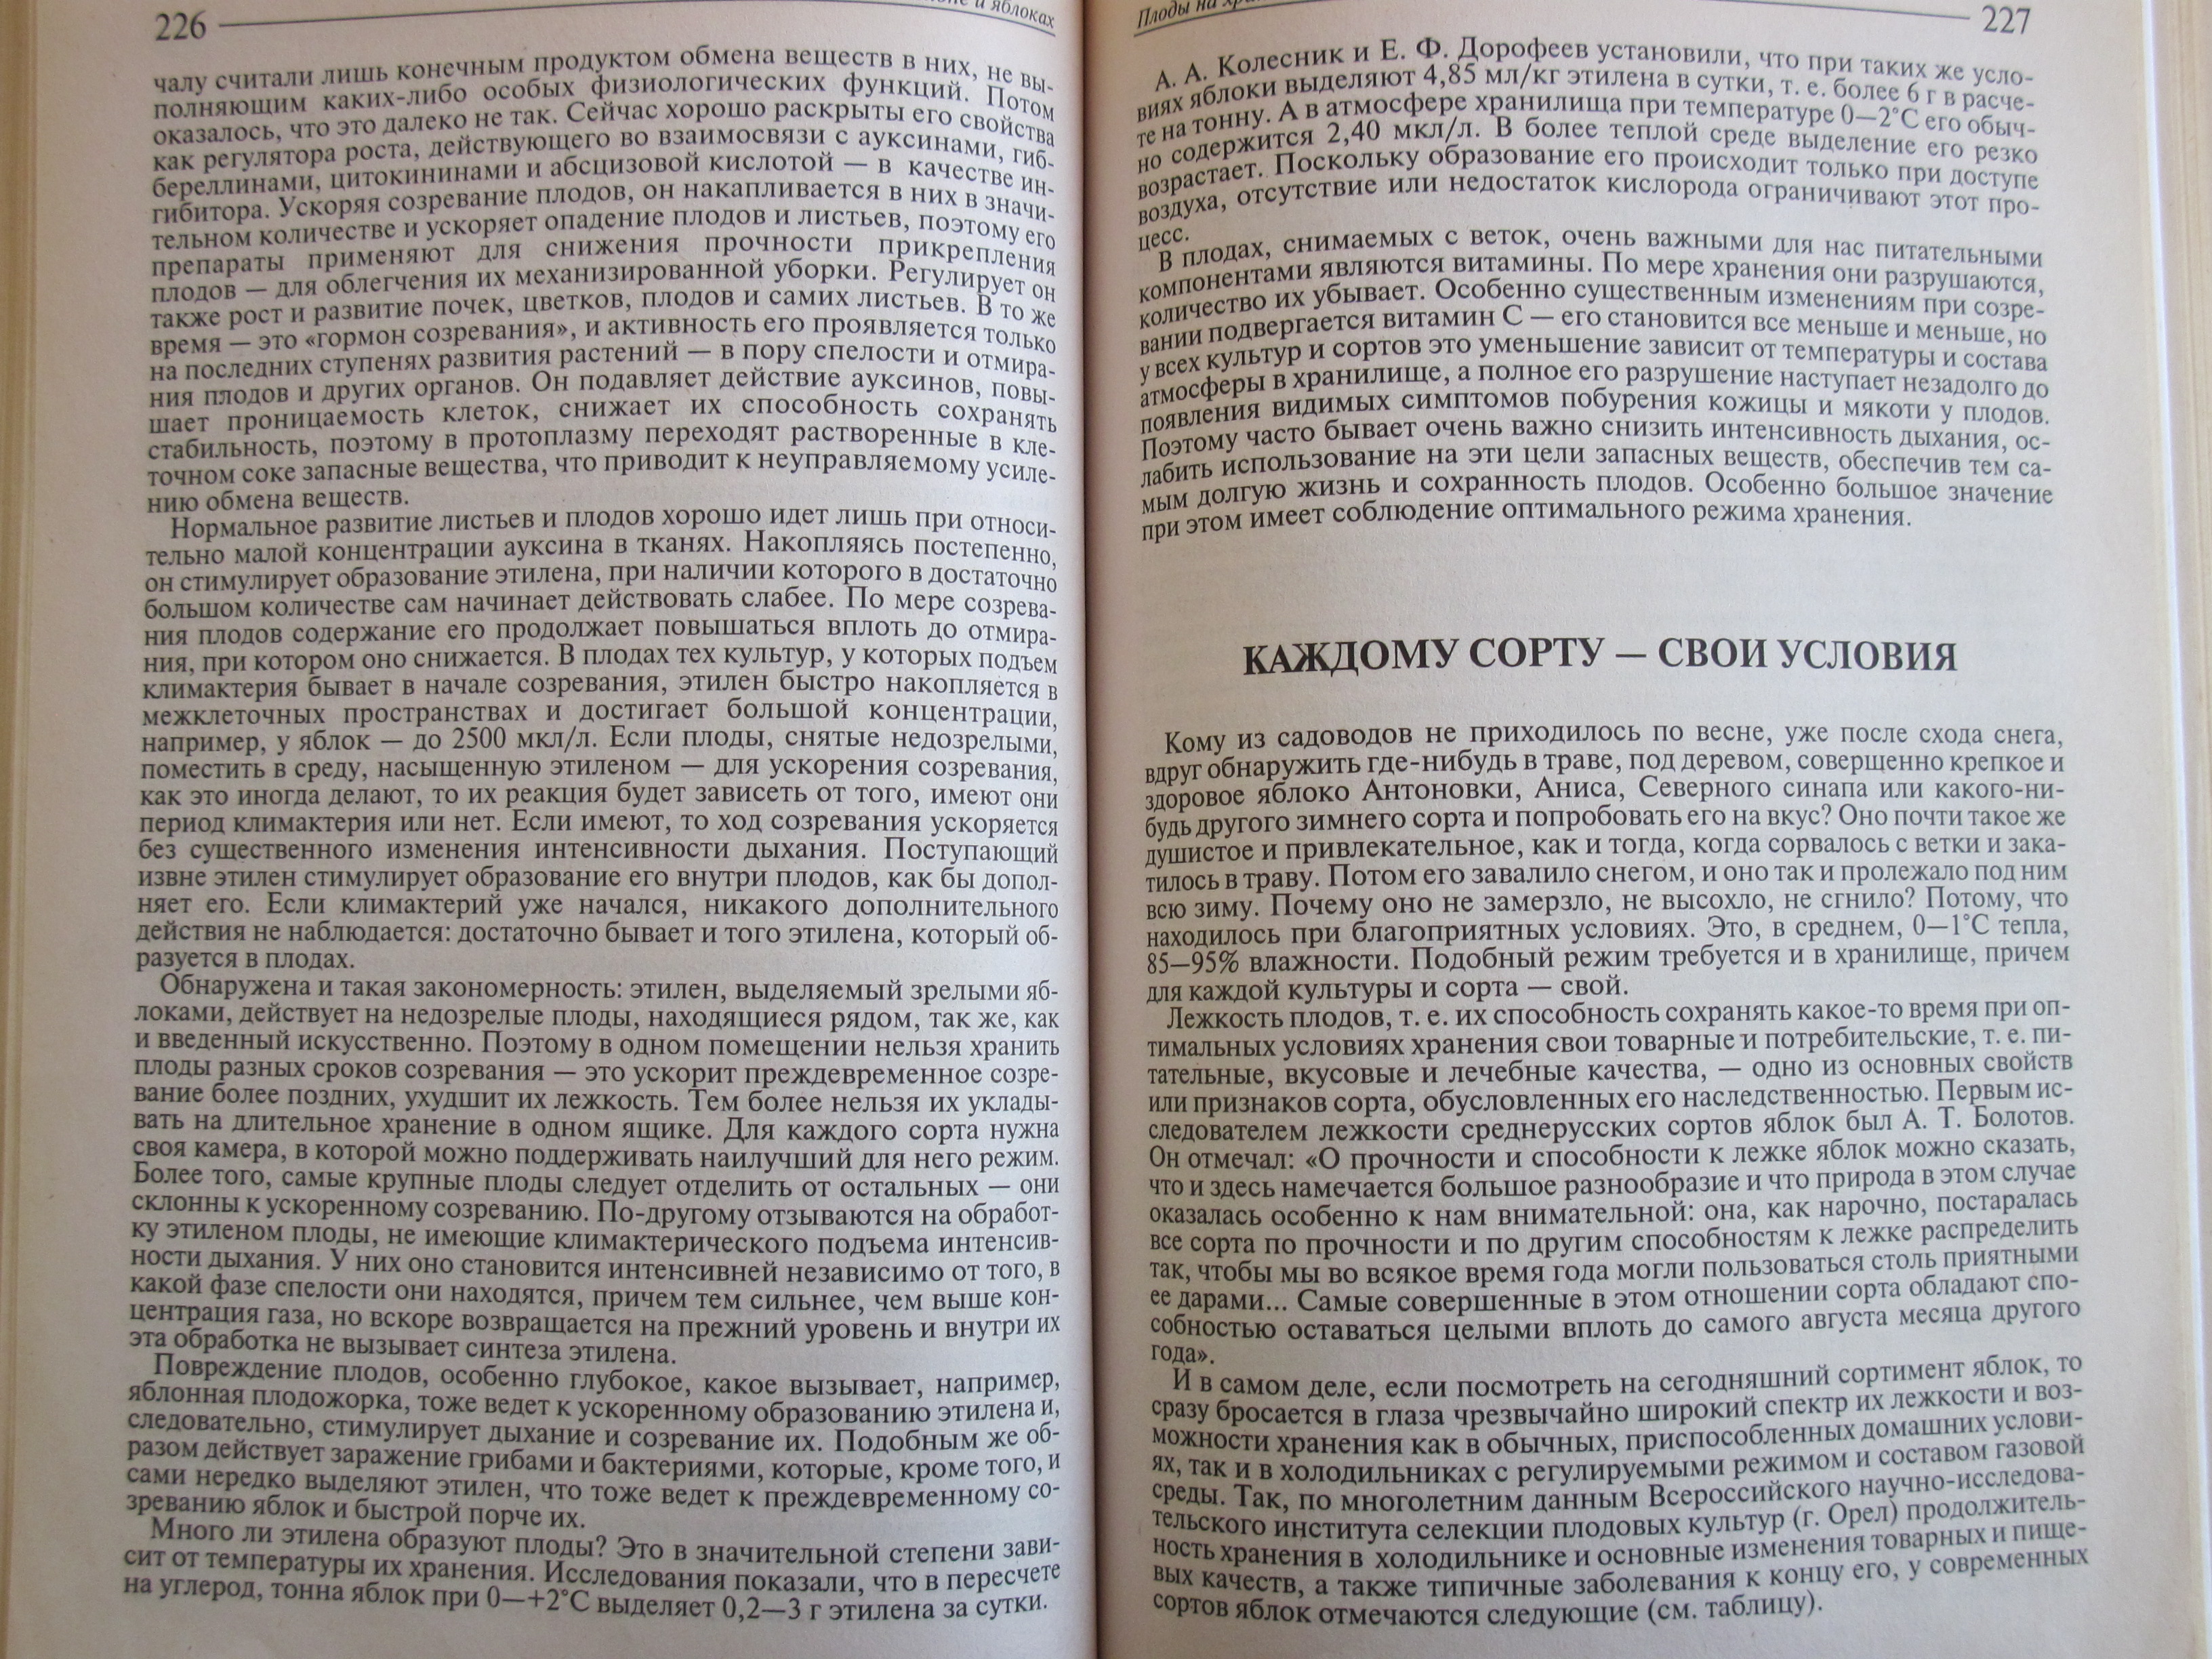 226
и яблоках
чалу считали лишь конечным продуктом обмена веществ в них, не вы-
полняющим каких-либо особых физиологических функций. Потом
оказалось, что это далеко не так. Сейчас хорошо раскрыты его свойства
как регулятора роста, действующего во взаимосвязи с ауксинами, гиб-
береллинами, цитокининами и абсцизовой кислотой — в качестве ин-
гибитора. Ускоряя созревание плодов, он накапливается в них в значи-
тельном количестве и ускоряет опадение плодов и листьев, поэтому его
препараты применяют для снижения прочности прикрепления
плодов — для облегчения их механизированной уборки. Регулирует он
также рост и развитие почек, цветков, плодов и самих листьев. В то же
время — это «гормон созревания», и активность его проявляется только
на последних ступенях развития растений — в пору спелости и отмира-
ния плодов и других органов. Он подавляет действие ауксинов, повы-
шает проницаемость клеток, снижает их способность сохранять
стабильность, поэтому в протоплазму переходят растворенные в кле-
точном соке запасные вещества, что приводит к неуправляемому усиле-
нию обмена веществ.
Нормальное развитие листьев и плодов хорошо идет лишь при относи-
тельно малой концентрации ауксина в тканях. Накопляясь постепенно,
он стимулирует образование этилена, при наличии которого в достаточно
большом количестве сам начинает действовать слабее. По мере созрева-
ния плодов содержание его продолжает повышаться вплоть до отмира-
ния, при котором оно снижается. В плодах тех культур, у которых подъем
климактерия бывает в начале созревания, этилен быстро накопляется в
межклеточных пространствах и достигает большой концентрации,
например, у яблок — до 2500 мкл/л. Если плоды, снятые недозрелыми,
поместить в среду, насыщенную этиленом — для ускорения созревания,
как это иногда делают, то их реакция будет зависеть от того, имеют они
период климактерия или нет. Если имеют, то ход созревания ускоряется
без существенного изменения интенсивности дыхания. Поступающий
извне этилен стимулирует образование его внутри плодов, как бы допол-
няет его. Если климактерий уже начался, никакого дополнительного
действия не наблюдается: достаточно бывает и того этилена, который об-
разуется в плодах.
Обнаружена и такая закономерность: этилен, выделяемый зрелыми яб-
локами, действует на недозрелые плоды, находящиеся рядом, так же, как
и введенный искусственно. Поэтому в одном помещении нельзя хранить
плоды разных сроков созревания — это ускорит преждевременное созре-
вание более поздних, ухудшит их лежкость. Тем более нельзя их уклады-
вать на длительное хранение в одном ящике. Для каждого сорта нужна
своя камера, в которой можно поддерживать наилучший для него режим.
Более того, самые крупные плоды следует отделить от остальных — они
склонны к ускоренному созреванию. По-другому отзываются на обработ-
ку этиленом плоды, не имеющие климактерического подъема интенсив-
ности дыхания. У них оно становится интенсивней независимо от того, в
какой фазе спелости они находятся, причем тем сильнее, чем выше кон-
центрация газа, но вскоре возвращается на прежний уровень и внутри их
эта обработка не вызывает синтеза этилена.
Повреждение плодов, особенно глубокое, какое вызывает, например,
яблонная плодожорка, тоже ведет к ускоренному образованию этилена и,
следовательно, стимулирует дыхание и созревание их. Подобным же об-
разом действует заражение грибами и бактериями, которые, кроме того, и
сами нередко выделяют этилен, что тоже ведет к преждевременному со-
зреванию яблок и быстрой порче их.
Много ли этилена образуют плоды? Это в значительной степени зави-
сит от температуры их хранения. Исследования показали, что в пересчете
на углерод, тонна яблок при 0—+2°С выделяет 0,2—3 г этилена за сутки.
Плоды на
227
А. А. Колесник и Е. Ф. Дорофеев установили, что при таких же усло-
виях яблоки выделяют 4,85 мл/кг этилена в сутки, т. е. более 6 г в расче-
те на тонну. А в атмосфере хранилища при температуре 0—2°С его обыч-
но содержится 2,40 мкл/л. В более теплой среде выделение его резко
возрастает. Поскольку образование его происходит только при доступе
воздуха, отсутствие или недостаток кислорода ограничивают этот про-
цесс.
В плодах, снимаемых с веток, очень важными для нас питательными
компонентами являются витамины. По мере хранения они разрушаются,
количество их убывает. Особенно существенным изменениям при созре-
вании подвергается витамин С — его становится все меньше и меньше, но
у всех культур и сортов это уменьшение зависит от температуры и состава
атмосферы в хранилище, а полное его разрушение наступает незадолго до
появления видимых симптомов побурения кожицы и мякоти у плодов.
Поэтому часто бывает очень важно снизить интенсивность дыхания, ос-
лабить использование на эти цели запасных веществ, обеспечив тем са-
мым долгую жизнь и сохранность плодов. Особенно большое значение
при этом имеет соблюдение оптимального режима хранения.
КАЖДОМУ СОРТУ — СВОИ УСЛОВИЯ
Кому из садоводов не приходилось по весне, уже после схода снега,
вдруг обнаружить где-нибудь в траве, под деревом, совершенно крепкое и
здоровое яблоко Антоновки, Аниса, Северного синапа или какого-ни-
будь другого зимнего сорта и попробовать его на вкус? Оно почти такое же
душистое и привлекательное, как и тогда, когда сорвалось с ветки и зака-
тилось в траву. Потом его завалило снегом, и оно так и пролежало под ним
всю зиму. Почему оно не замерзло, не высохло, не сгнило? Потому, что
находилось при благоприятных условиях. Это, в среднем, 0—1°С тепла,
85—95% влажности. Подобный режим требуется и в хранилище, причем
для каждой культуры и сорта — свой.
Лежкость плодов, т. е. их способность сохранять какое-то время при оп-
тимальных условиях хранения свои товарные и потребительские, т. е. пи-
тательные, вкусовые и лечебные качества, — одно из основных свойств
или признаков сорта, обусловленных его наследственностью. Первым ис-
следователем лежкости среднерусских сортов яблок был А. Т. Болотов.
Он отмечал: «О прочности и способности к лежке яблок можно сказать,
что и здесь намечается большое разнообразие и что природа в этом случае
оказалась особенно к нам внимательной: она, как нарочно, постаралась
все сорта по прочности и по другим способностям к лежке распределить
так, чтобы мы во всякое время года могли пользоваться столь приятными
ее дарами... Самые совершенные в этом отношении сорта обладают спо-
собностью оставаться целыми вплоть до самого августа месяца другого
года».
И в самом деле, если посмотреть на сегодняшний сортимент яблок, то
сразу бросается в глаза чрезвычайно широкий спектр их лежкости и воз-
можности хранения как в обычных, приспособленных домашних услови-
ях, так и в холодильниках с регулируемыми режимом и составом газовой
среды. Так, по многолетним данным Всероссийского научно-исследова-
тельского института селекции плодовых культур (г. Орел) продолжитель-
ность хранения в холодильнике и основные изменения товарных и пище-
вых качеств, а также типичные заболевания к концу его, у современных
сортов яблок отмечаются следующие (см. таблицу).